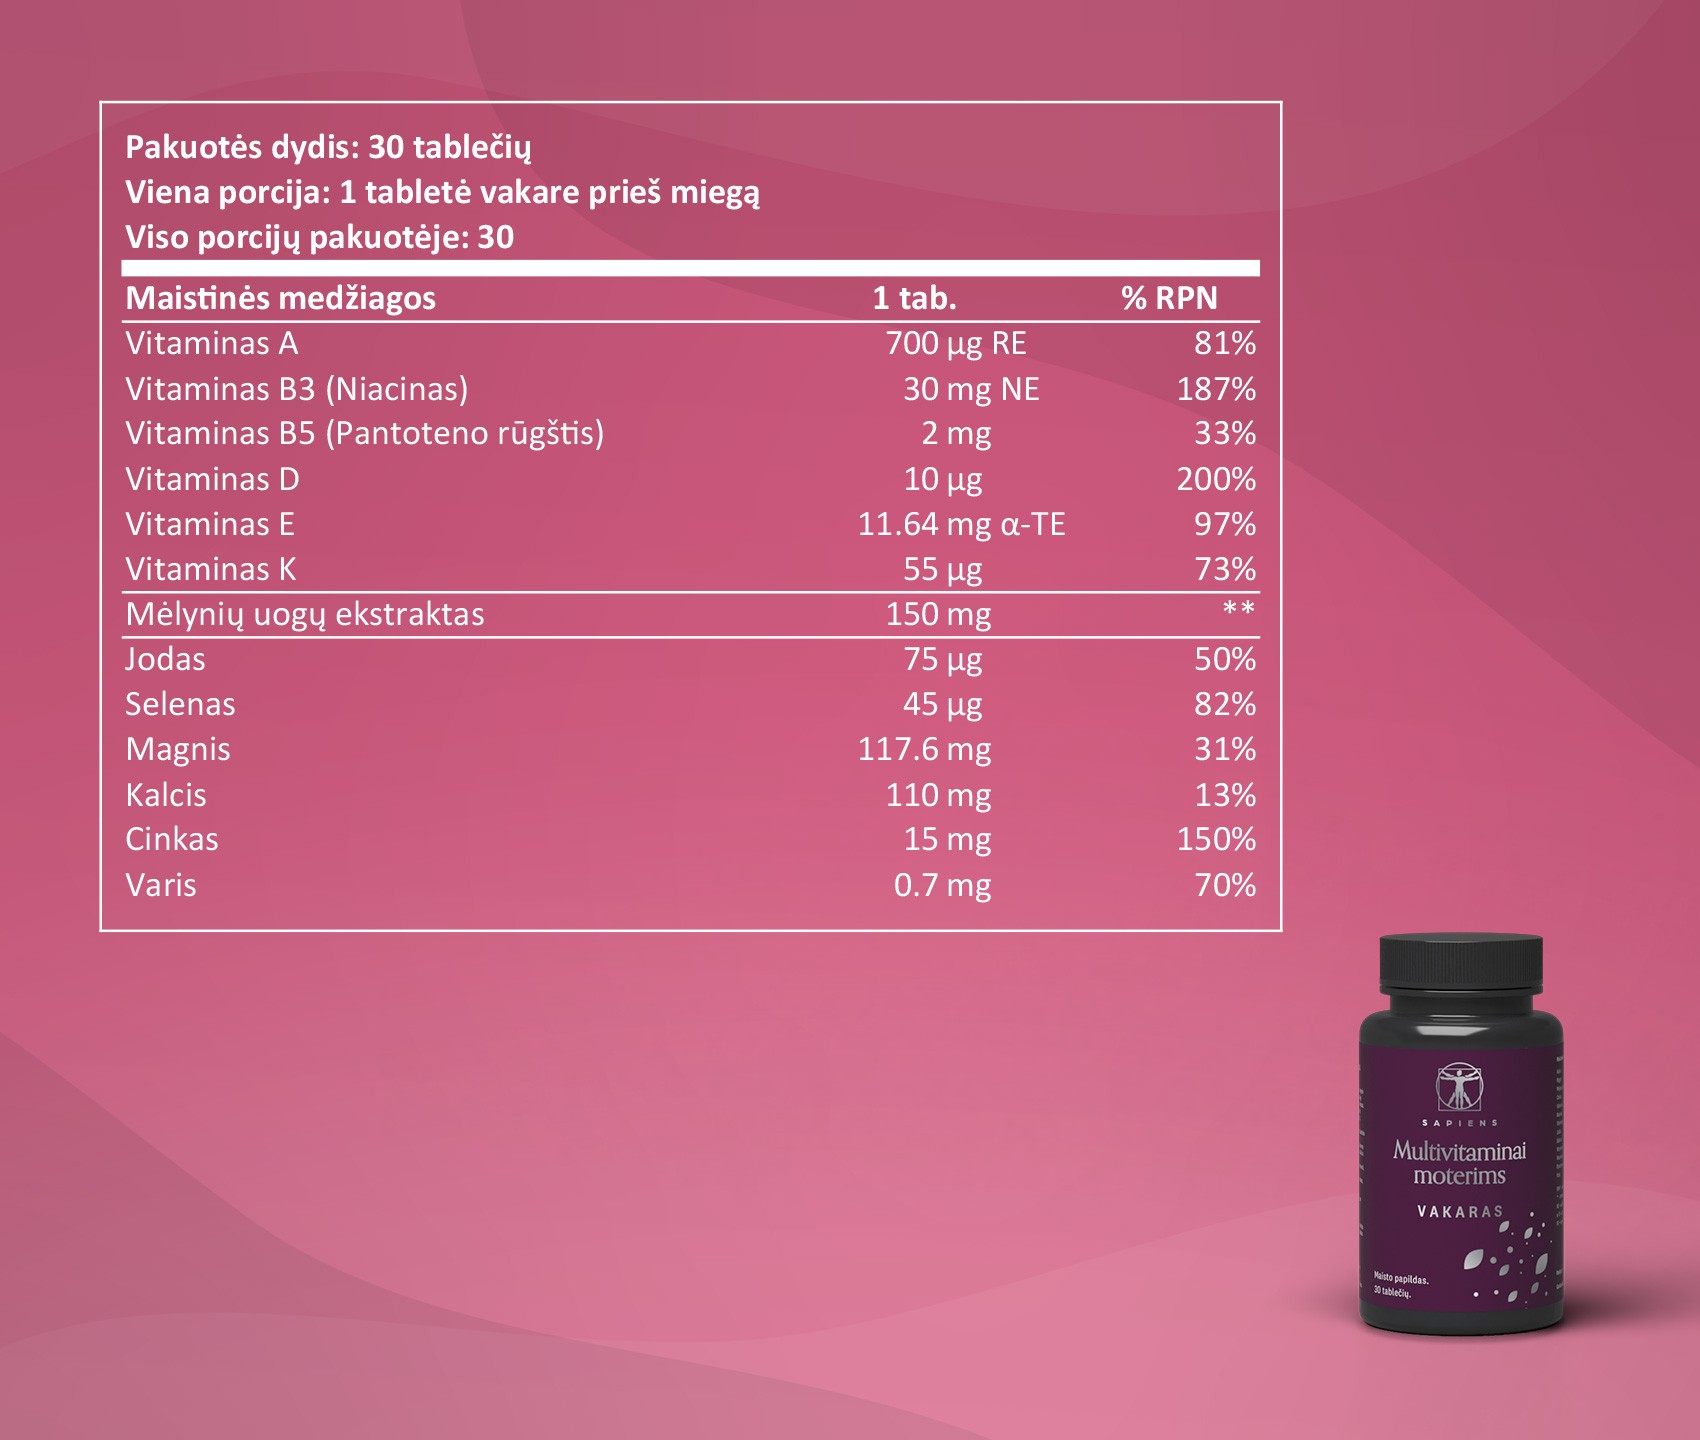 Pakuotės dydis: 30 tablečių
Viena porcija: 1 tabletė vakare prieš miegą
Viso porcijų pakuotėje: 30
Maistinės medžiagos 1 tab. % RPN
Vitaminas A 700 µg RE 81%
Vitaminas B3 (Niacinas) 30 mg NE 187%
Vitaminas B5 (Pantoteno rūgštis) 2 mg 33%
Vitaminas D 10 µg 200%
Vitaminas E 11.64 mg α-TE 97%
Vitaminas K 55 µg 73%
Mėlynių uogų ekstraktas 150 mg **
Jodas 75 µg 50%
Selenas 45 µg 82%
Magnis 117.6 mg 31%
Kalcis 110 mg 13%
Cinkas 15 mg 150%
Varis 0.7 mg 70%
SAPIENS
Multivitaminai
moterims
VAKARAS
Maisto papildas.
30 tablečių.